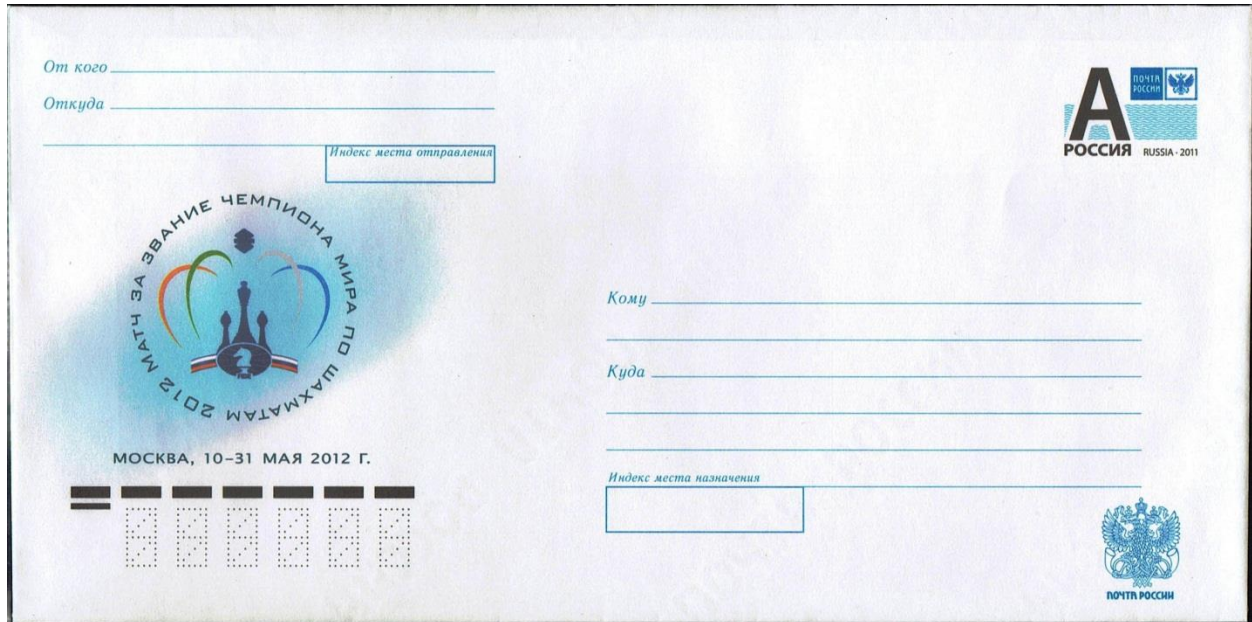 От кого
Откуда
Индекс места отправления
ПОЧТА
РОССИИ
А
РОССИЯ RUSSIA · 2011
МАТЧ ЗА ЗВАНИЕ ЧЕМПИОНА МИРА ПО ШАХМАТАМ 2012
МОСКВА, 10–31 МАЯ 2012 Г.
Кому
Куда
Индекс места назначения
ПОЧТА РОССИИ